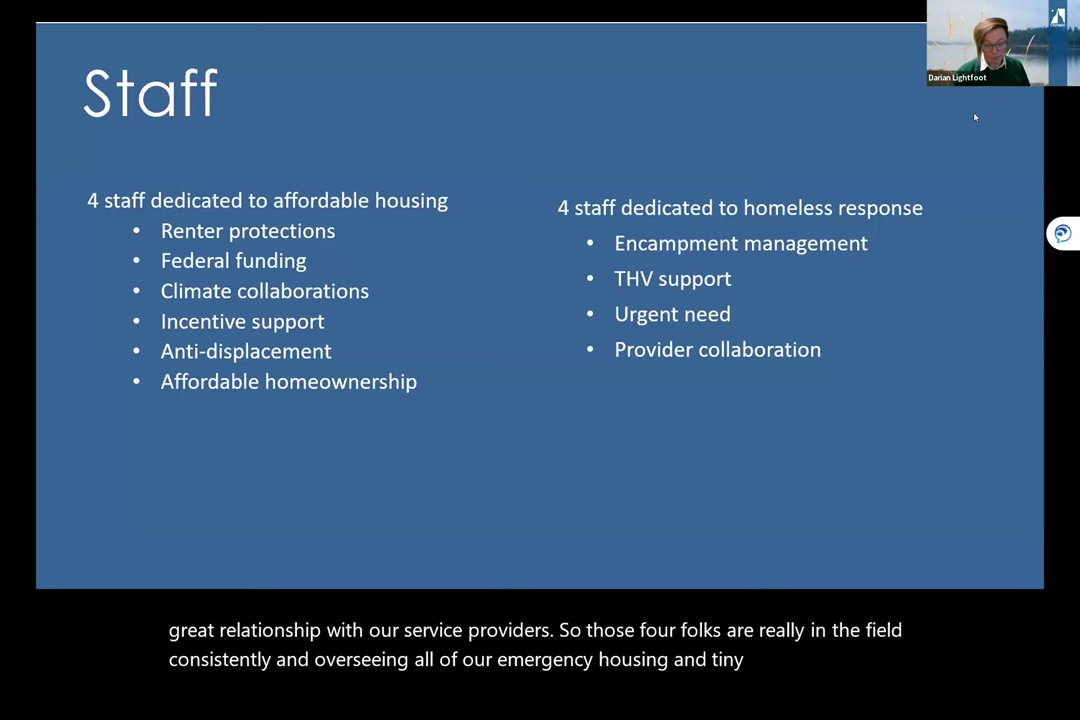 Staff
4 staff dedicated to affordable housing
• Renter protections
• Federal funding
• Climate collaborations
• Incentive support
• Anti-displacement
• Affordable homeownership
4 staff dedicated to homeless response
• Encampment management
• THV support
• Urgent need
• Provider collaboration
Darian Lightfoot
great relationship with our service providers. So those four folks are really in the field
consistently and overseeing all of our emergency housing and tiny